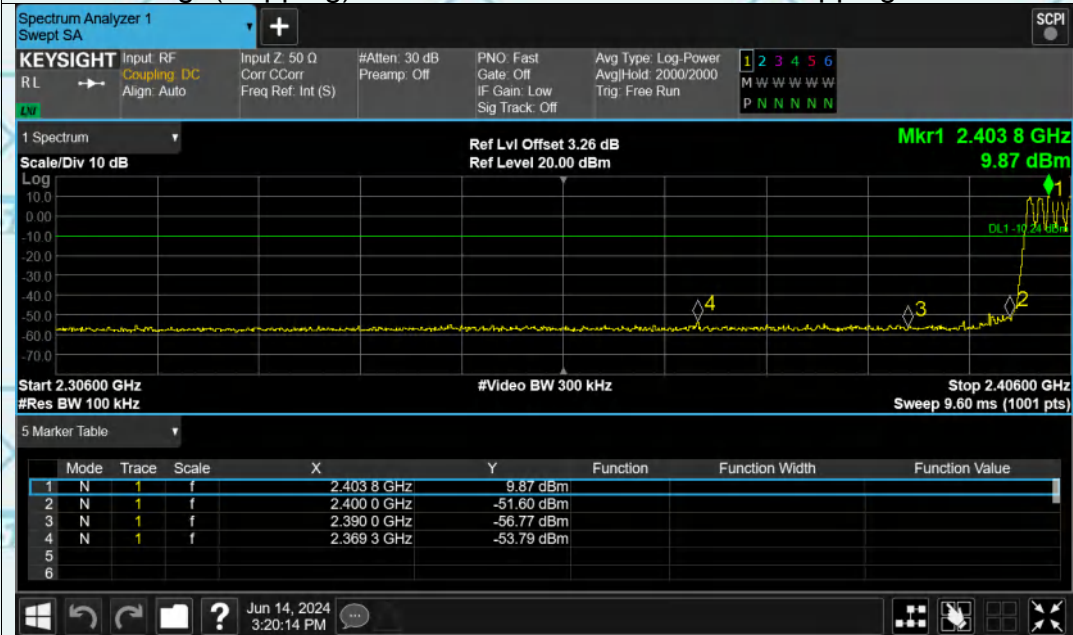 (hopping)
Spectrum Analyzer 1
Swept SA
+
SCPI
KEYSIGHT Input: RF Input Z: 50 Ω #Atten: 30 dB PNO: Fast Avg Type: Log-Power 1 2 3 4 5 6
RL Coupling: DC Corr CCorr Preamp: Off Gate: Off Avg|Hold: 2000/2000 M W W W W W
Align: Auto Freq Ref: Int (S) IF Gain: Low Trig: Free Run
LNI Sig Track: Off P N N N N N
1 Spectrum Ref Lvl Offset 3.26 dB Mkr1 2.403 8 GHz
Scale/Div 10 dB Ref Level 20.00 dBm 9.87 dBm
Log
1
10.0
0.00
DL1 -10.24 dBm
-10.0
-20.0
-30.0
-40.0
4 3 2
-50.0
-60.0
-70.0
Start 2.30600 GHz #Video BW 300 kHz Stop 2.40600 GHz
#Res BW 100 kHz Sweep 9.60 ms (1001 pts)
5 Marker Table
Mode Trace Scale X Y Function Function Width Function Value
1 N 1 f 2.403 8 GHz 9.87 dBm
2 N 1 f 2.400 0 GHz -51.60 dBm
3 N 1 f 2.390 0 GHz -56.77 dBm
4 N 1 f 2.369 3 GHz -53.79 dBm
5
6
? Jun 14, 2024
3:20:14 PM